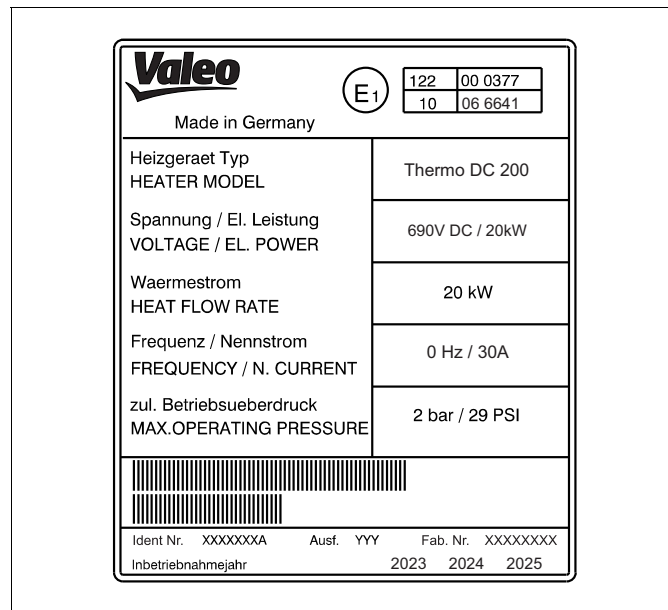 Valeo
Made in Germany
E1
122 00 0377
10 06 6641
Heizgeraet Typ
HEATER MODEL
Thermo DC 200
Spannung / El. Leistung
VOLTAGE / EL. POWER
690V DC / 20kW
Waermestrom
HEAT FLOW RATE
20 kW
Frequenz / Nennstrom
FREQUENCY / N. CURRENT
0 Hz / 30A
zul. Betriebsueberdruck
MAX.OPERATING PRESSURE
2 bar / 29 PSI
Ident Nr. XXXXXXXA Ausf. YYY Fab. Nr. XXXXXXXX
Inbetriebnahmejahr 2023 2024 2025